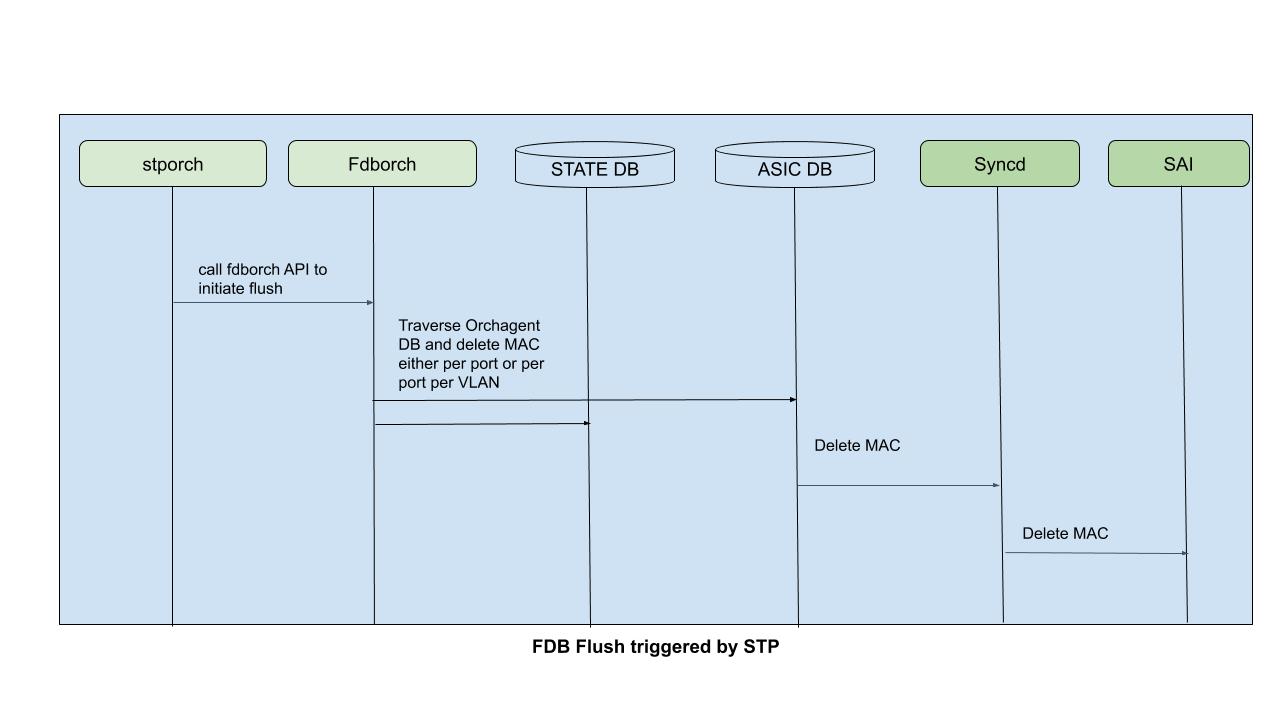 stporch
Fdborch
STATE DB
ASIC DB
Syncd
SAI
call fdborch API to
initiate flush
Traverse Orchagent
DB and delete MAC
either per port or per
port per VLAN
Delete MAC
Delete MAC
FDB Flush triggered by STP